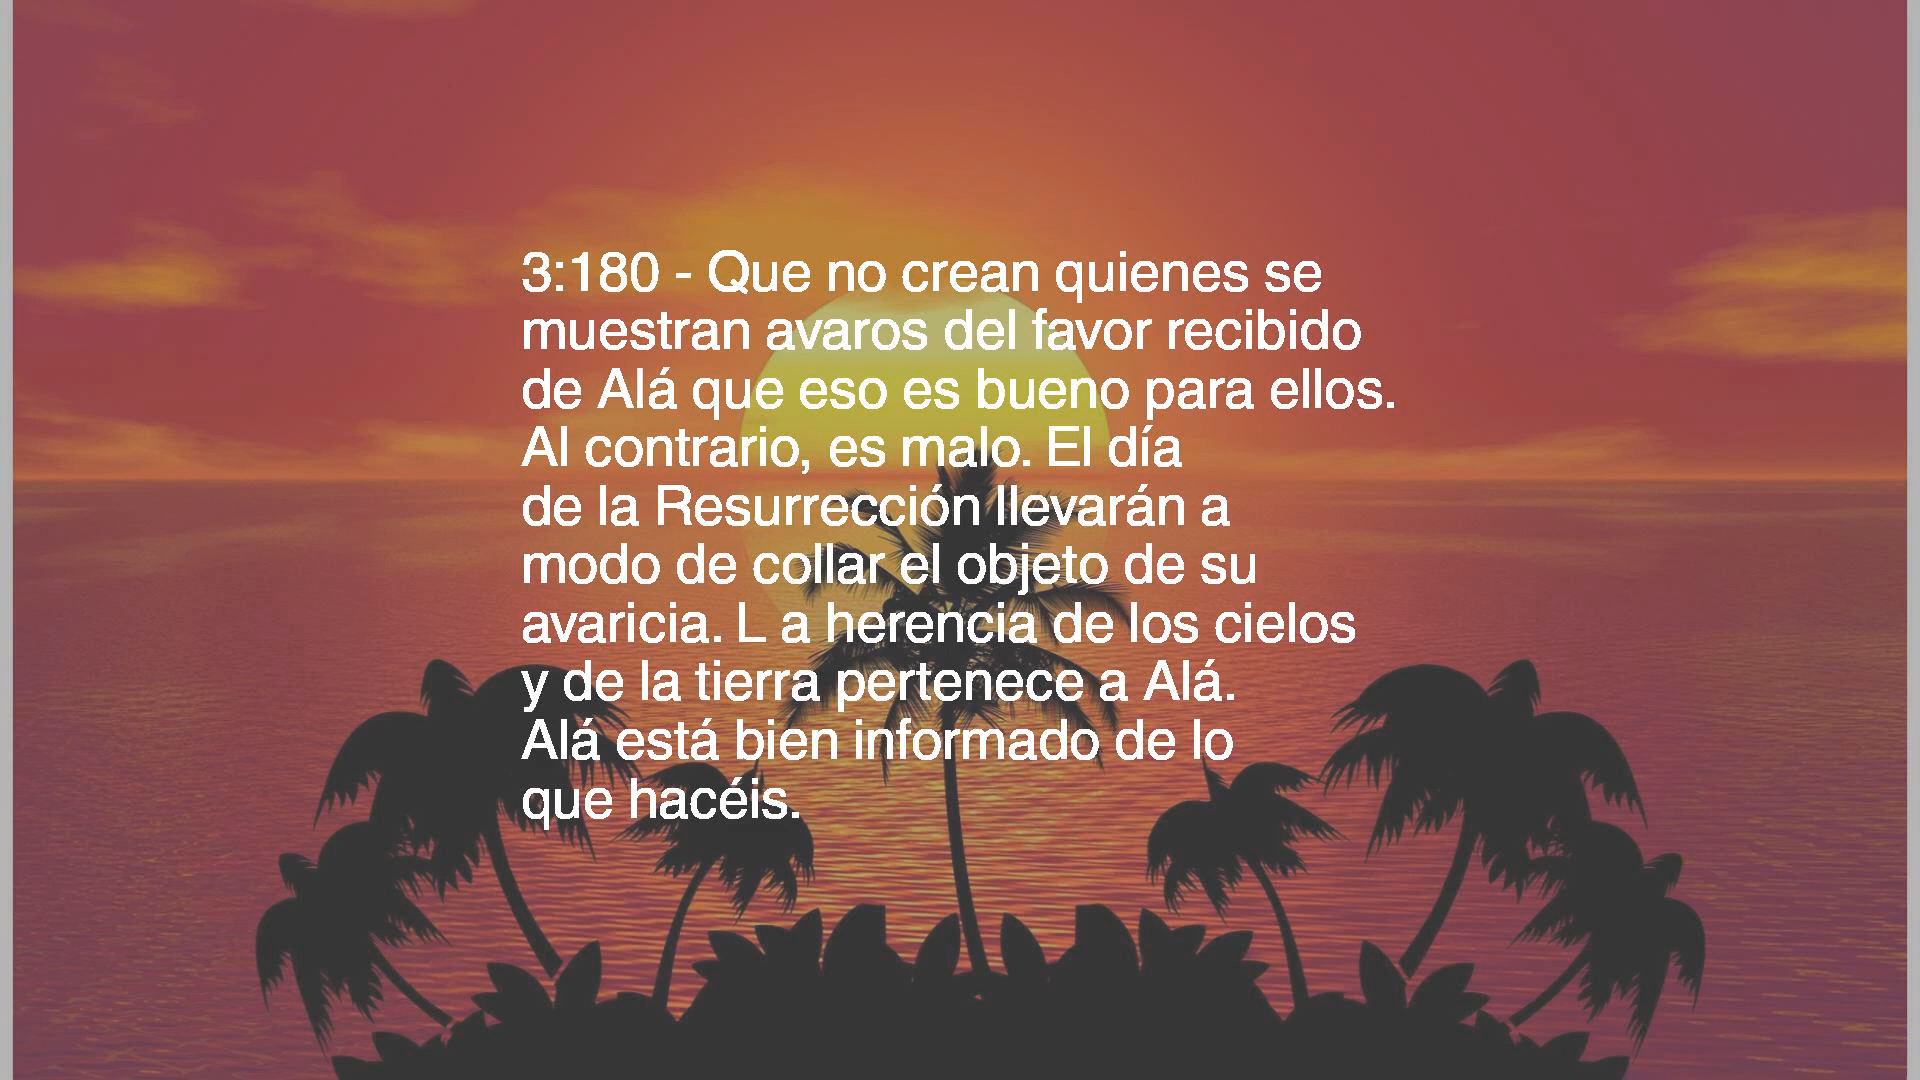 3:180 - Que no crean quienes se
muestran avaros del favor recibido
de Alá que eso es bueno para ellos.
Al contrario, es malo. El día
de la Resurrección llevarán a
modo de collar el objeto de su
avaricia. L a herencia de los cielos
y de la tierra pertenece a Alá.
Alá está bien informado de lo
que hacéis.